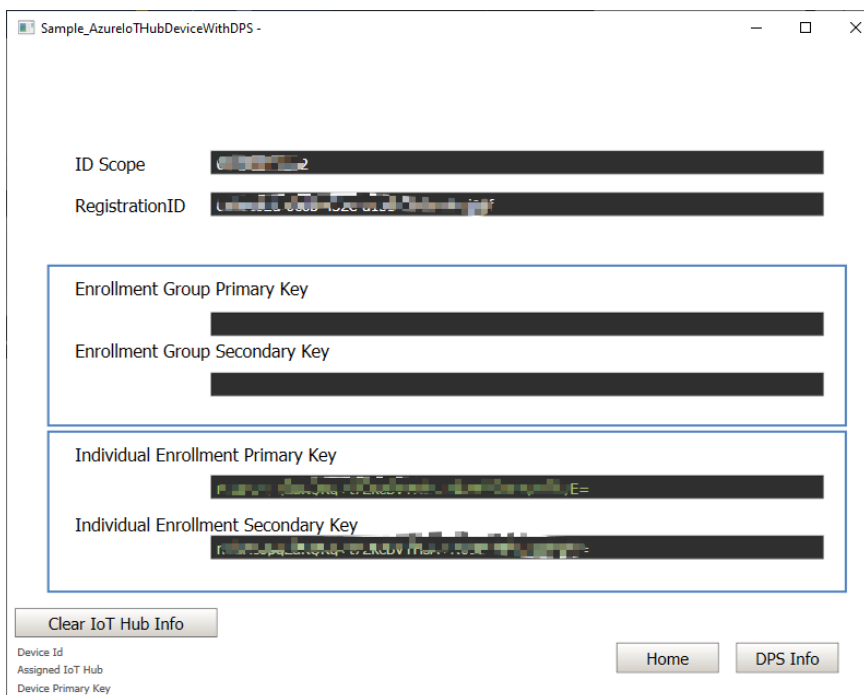 Sample_AzureIoTHubDeviceWithDPS -
ID Scope
RegistrationID
Enrollment Group Primary Key
Enrollment Group Secondary Key
Individual Enrollment Primary Key
Individual Enrollment Secondary Key
Clear IoT Hub Info
Device Id
Assigned IoT Hub
Device Primary Key
Home
DPS Info